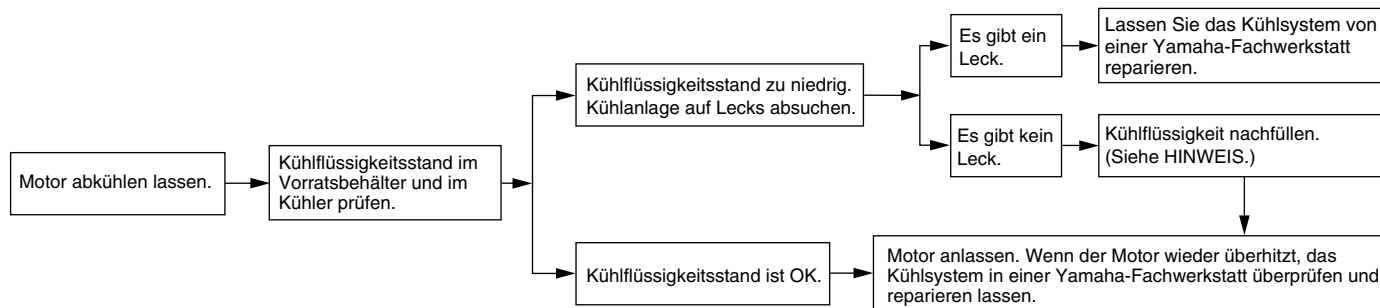 Motor abkühlen lassen.
Kühlflüssigkeitsstand im
Vorratsbehälter und im
Kühler prüfen.
Kühlflüssigkeitsstand zu niedrig.
Kühlanlage auf Lecks absuchen.
Es gibt ein
Leck.
Lassen Sie das Kühlsystem von
einer Yamaha-Fachwerkstatt
reparieren.
Es gibt kein
Leck.
Kühlflüssigkeit nachfüllen.
(Siehe HINWEIS.)
Kühlflüssigkeitsstand ist OK.
Motor anlassen. Wenn der Motor wieder überhitzt, das
Kühlsystem in einer Yamaha-Fachwerkstatt überprüfen und
reparieren lassen.